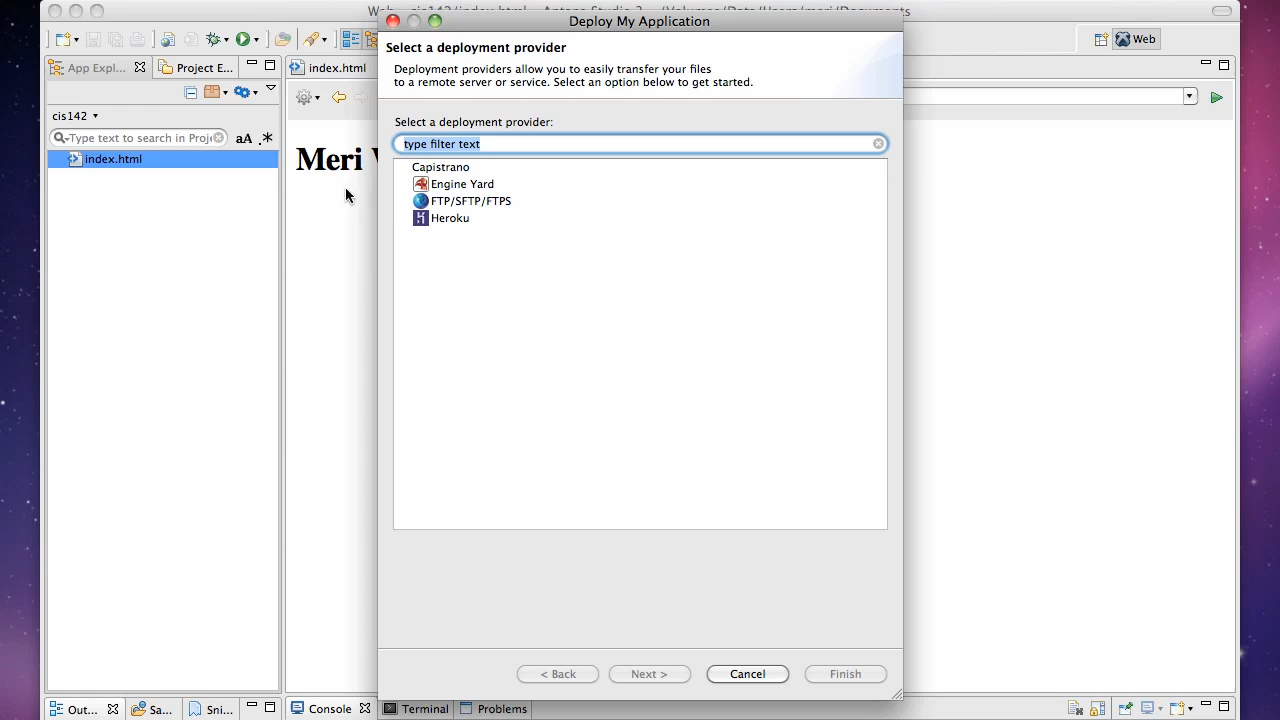 Deploy My Application
Select a deployment provider
Deployment providers allow you to easily transfer your files
to a remote server or service. Select an option below to get started.
Select a deployment provider:
type filter text
Capistrano
Engine Yard
FTP/SFTP/FTPS
Heroku
< Back
Next >
Cancel
Finish
Web
App Expl...
Project E...
index.html
cis142
Type text to search in Proje
aA .*
index.html
Meri
Out...
Sa...
Sni...
Console
Terminal
Problems